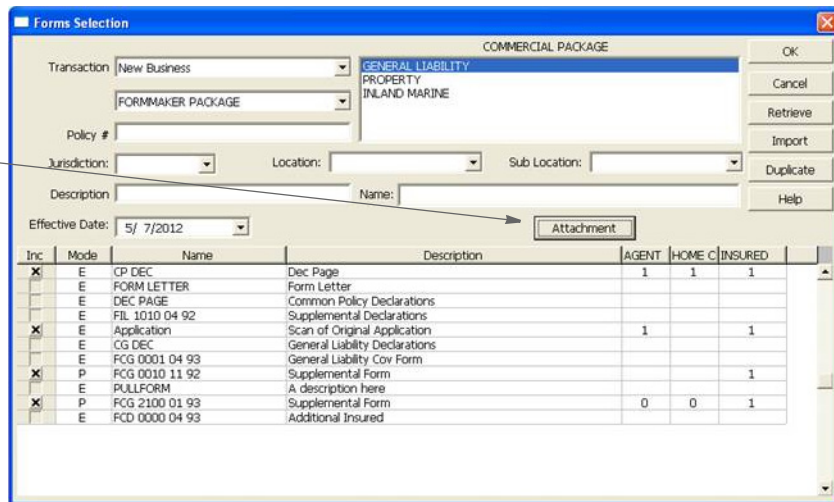 Forms Selection
COMMERCIAL PACKAGE
Transaction New Business
GENERAL LIABILITY
PROPERTY
INLAND MARINE
FORMMAKER PACKAGE
Policy #
Jurisdiction: Location: Sub Location:
Description Name:
Effective Date: 5/ 7/2012 Attachment
OK
Cancel
Retrieve
Import
Duplicate
Help
Inc Mode Name Description AGENT HOME C INSURED
E CP DEC Dec Page 1 1 1
E FORM LETTER Form Letter
E DEC PAGE Common Policy Declarations
E FIL 1010 04 92 Supplemental Declarations
E Application Scan of Original Application 1 1
E CG DEC General Liability Declarations
E FCG 0001 04 93 General Liability Cov Form
P FCG 0010 11 92 Supplemental Form 1
E PULLFORM A description here
P FCG 2100 01 93 Supplemental Form 0 0 1
E FCD 0000 04 93 Additional Insured